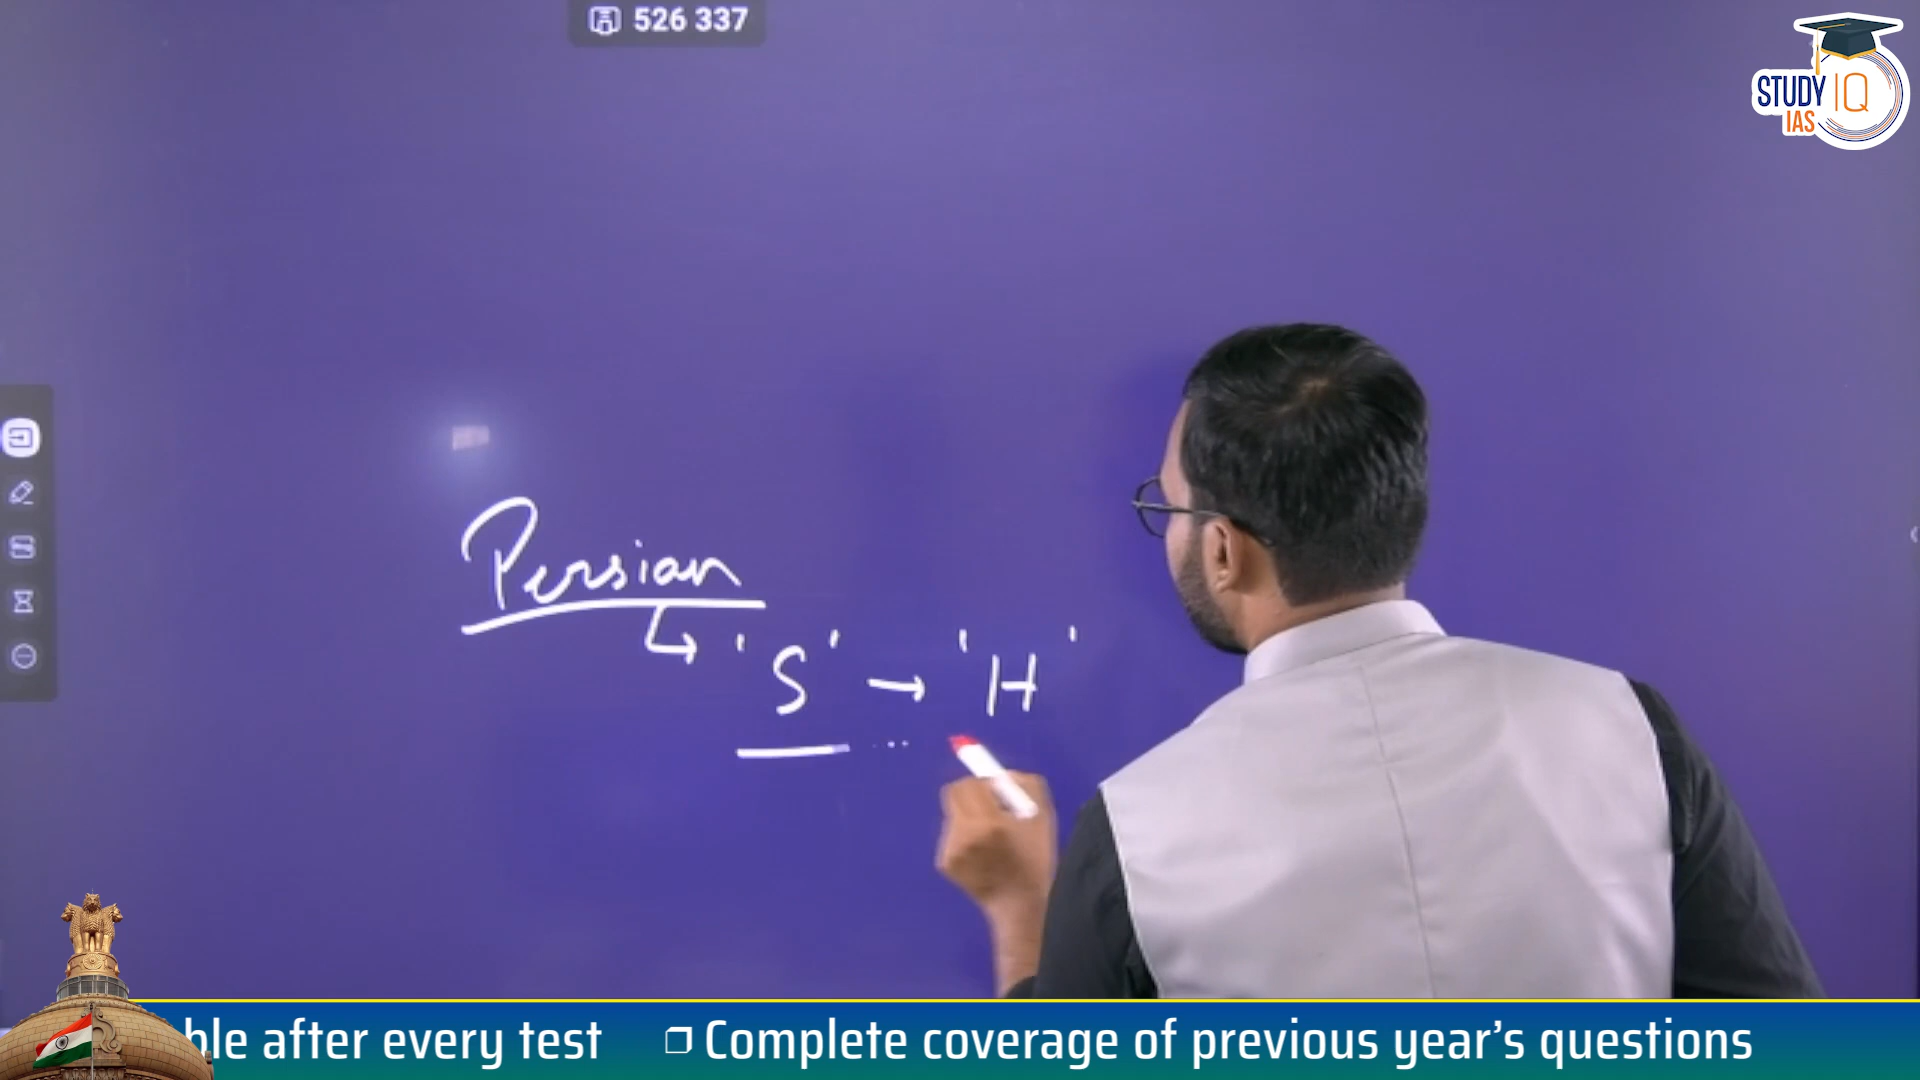 526 337
STUDY IQ
IAS
Persian
'S' → 'H'
ble after every test ❐ Complete coverage of previous year's questions